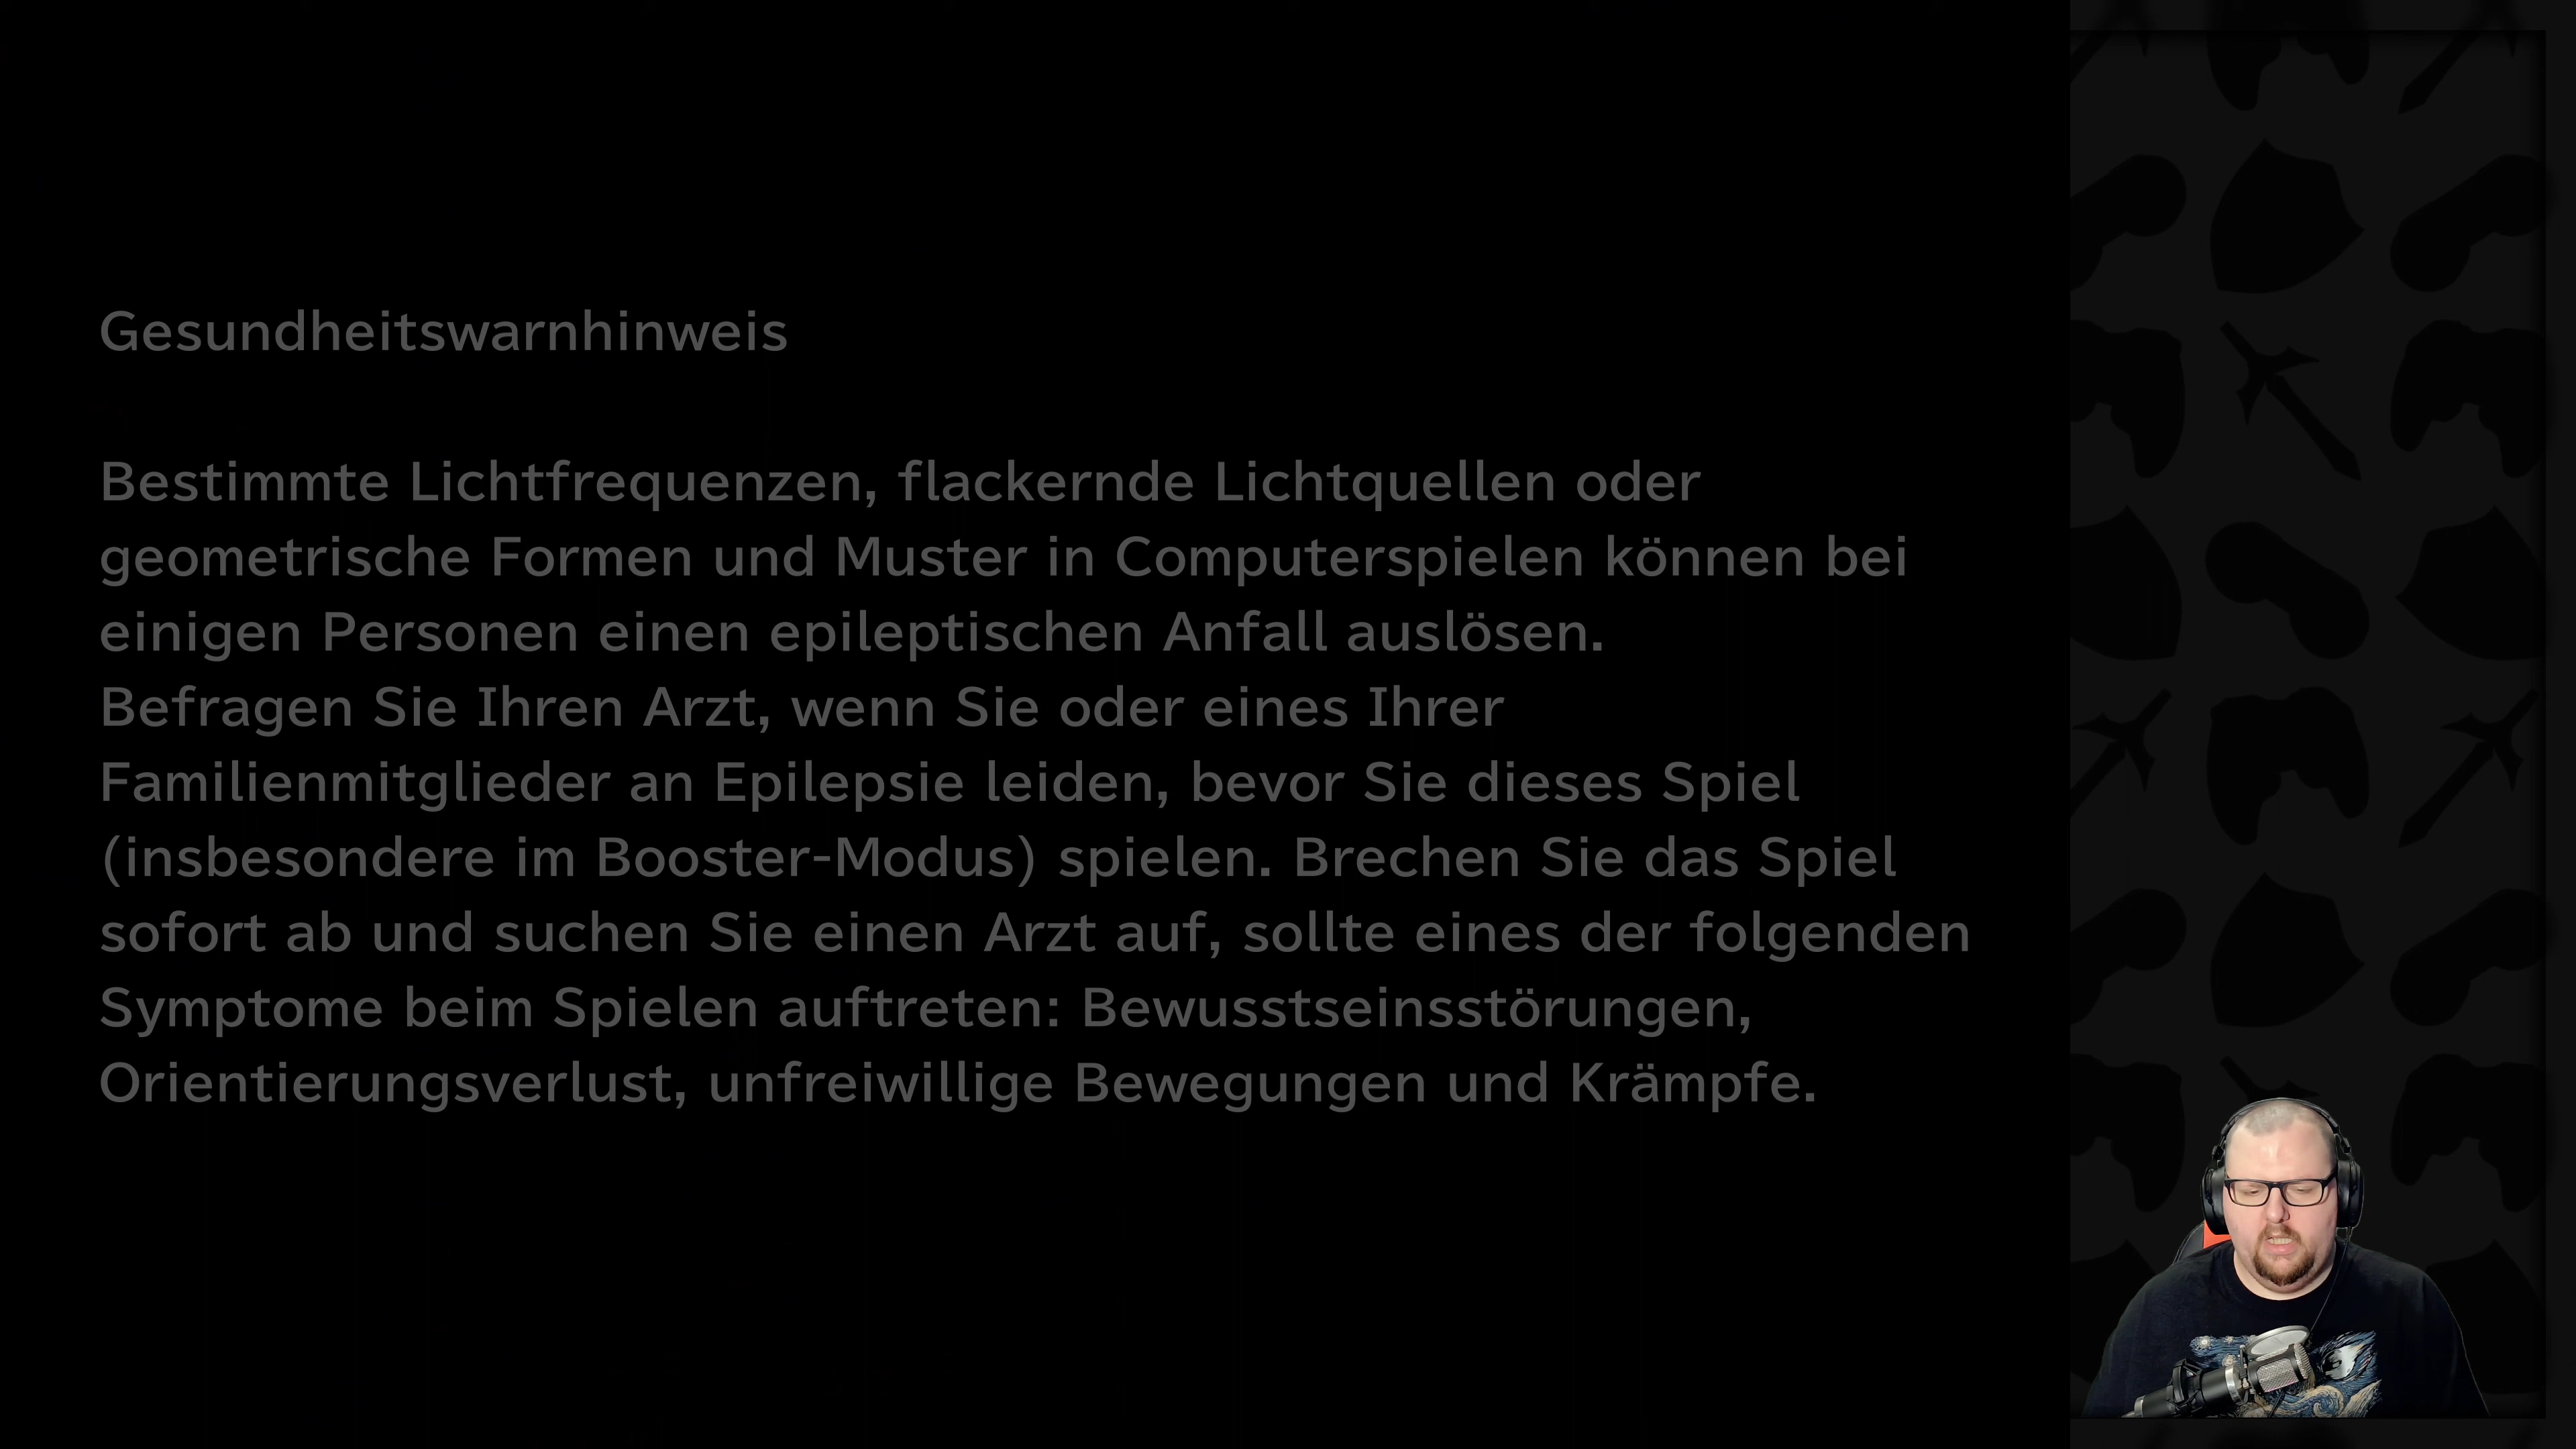 Gesundheitswarnhinweis
Bestimmte Lichtfrequenzen, flackernde Lichtquellen oder
geometrische Formen und Muster in Computerspielen können bei
einigen Personen einen epileptischen Anfall auslösen.
Befragen Sie Ihren Arzt, wenn Sie oder eines Ihrer
Familienmitglieder an Epilepsie leiden, bevor Sie dieses Spiel
(insbesondere im Booster-Modus) spielen. Brechen Sie das Spiel
sofort ab und suchen Sie einen Arzt auf, sollte eines der folgenden
Symptome beim Spielen auftreten: Bewusstseinsstörungen,
Orientierungsverlust, unfreiwillige Bewegungen und Krämpfe.